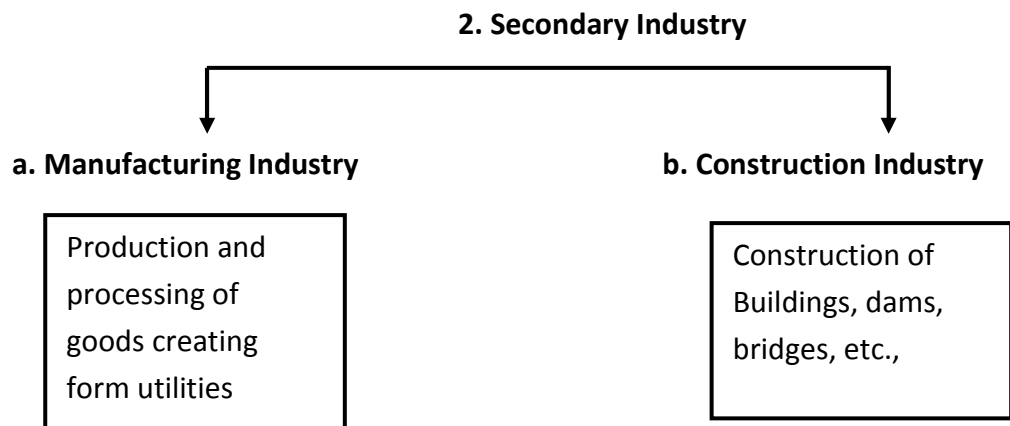 2. Secondary Industry
a. Manufacturing Industry
b. Construction Industry
Production and
processing of
goods creating
form utilities
Construction of
Buildings, dams,
bridges, etc.,